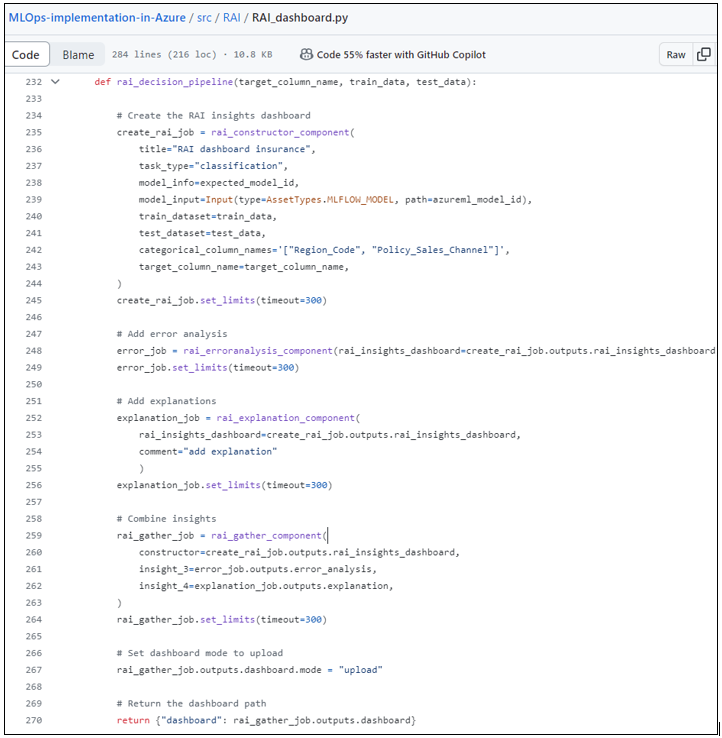 MLOps-implementation-in-Azure / src / RAI / RAI_dashboard.py
Code Blame 284 lines (216 loc) · 10.8 KB Code 55% faster with GitHub Copilot Raw
232 def rai_decision_pipeline(target_column_name, train_data, test_data):
233
234 # Create the RAI insights dashboard
235 create_rai_job = rai_constructor_component(
236 title="RAI dashboard insurance",
237 task_type="classification",
238 model_info=expected_model_id,
239 model_input=Input(type=AssetTypes.MLFLOW_MODEL, path=azureml_model_id),
240 train_dataset=train_data,
241 test_dataset=test_data,
242 categorical_column_names='["Region_Code", "Policy_Sales_Channel"]',
243 target_column_name=target_column_name,
244 )
245 create_rai_job.set_limits(timeout=300)
246
247 # Add error analysis
248 error_job = rai_erroranalysis_component(rai_insights_dashboard=create_rai_job.outputs.rai_insights_dashboard
249 error_job.set_limits(timeout=300)
250
251 # Add explanations
252 explanation_job = rai_explanation_component(
253 rai_insights_dashboard=create_rai_job.outputs.rai_insights_dashboard,
254 comment="add explanation"
255 )
256 explanation_job.set_limits(timeout=300)
257
258 # Combine insights
259 rai_gather_job = rai_gather_component(
260 constructor=create_rai_job.outputs.rai_insights_dashboard,
261 insight_3=error_job.outputs.error_analysis,
262 insight_4=explanation_job.outputs.explanation,
263 )
264 rai_gather_job.set_limits(timeout=300)
265
266 # Set dashboard mode to upload
267 rai_gather_job.outputs.dashboard.mode = "upload"
268
269 # Return the dashboard path
270 return {"dashboard": rai_gather_job.outputs.dashboard}